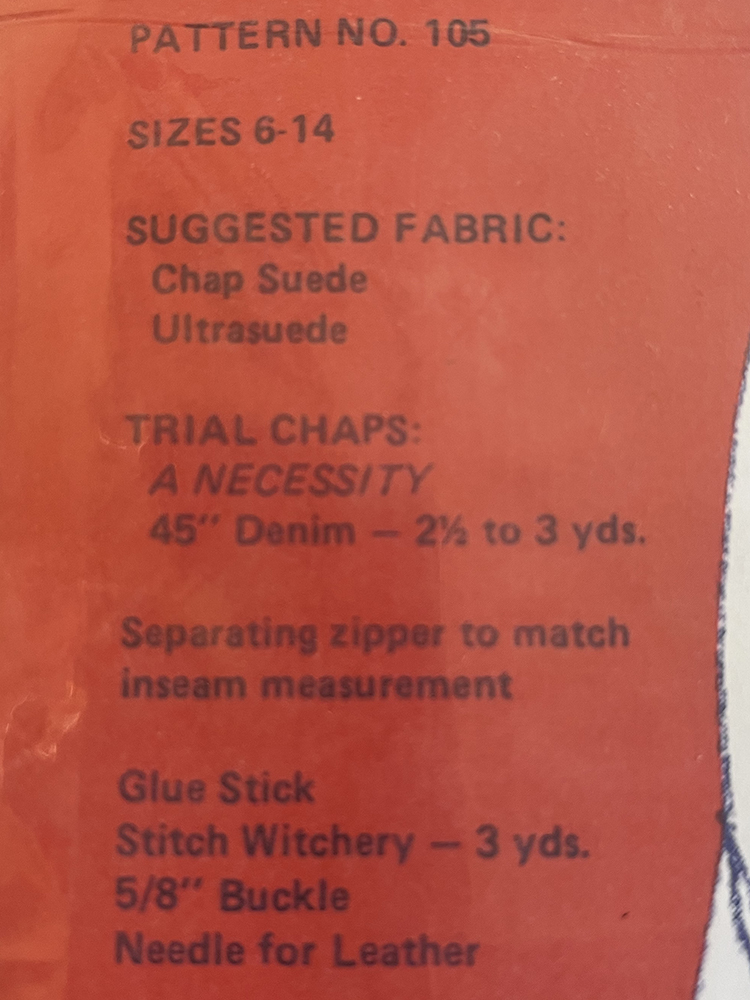 PATTERN NO. 105
SIZES 6-14
SUGGESTED FABRIC:
Chap Suede
Ultrasuede
TRIAL CHAPS:
A NECESSITY
45" Denim — 2½ to 3 yds.
Separating zipper to match
inseam measurement
Glue Stick
Stitch Witchery — 3 yds.
5/8" Buckle
Needle for Leather